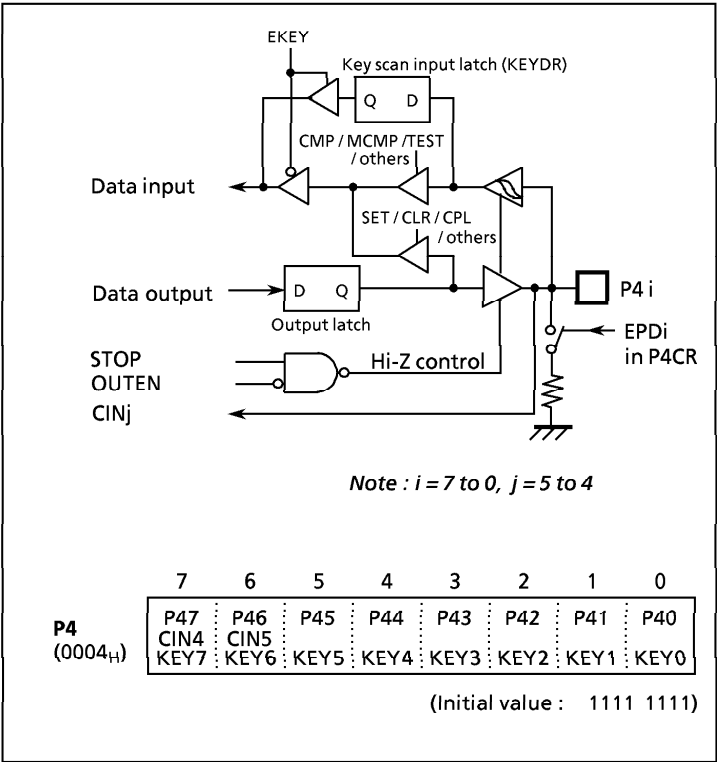 EKEY
Key scan input latch (KEYDR)
Q D
CMP / MCMP /TEST
/ others
Data input
SET / CLR / CPL
/ others
Data output
D Q
P4 i
Output latch
EPDi
in P4CR
STOP
OUTEN
Hi-Z control
CINj
Note : i = 7 to 0, j = 5 to 4
7 6 5 4 3 2 1 0
P4
(0004H)
P47 P46 P45 P44 P43 P42 P41 P40
CIN4 CIN5
KEY7 KEY6 KEY5 KEY4 KEY3 KEY2 KEY1 KEY0
(Initial value : 1111 1111)